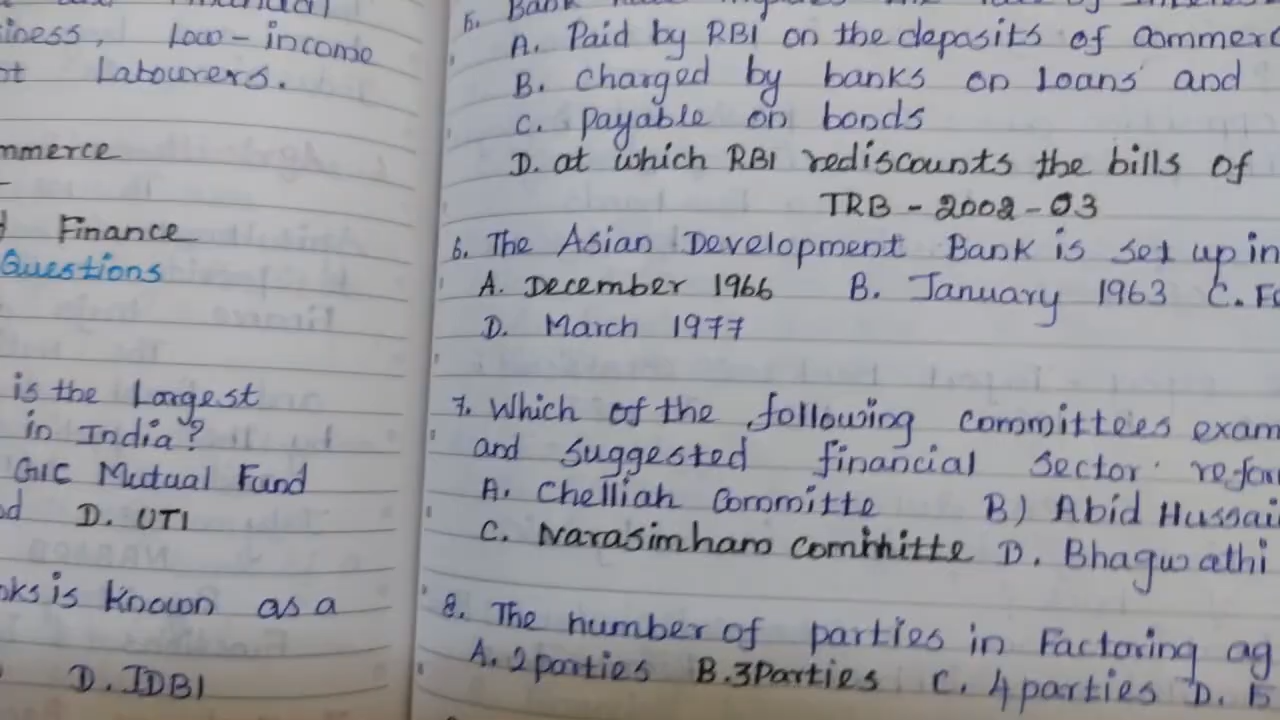 iness, Low-income
Labourers.
mmerce
Finance
Questions
is the Largest
in India?
GIC Mutual Fund
D. UTI
is known as a
D. IDBI
5. Bank
A. Paid by RBI on the deposits of commerc
B. charged by banks on Loans and
C. payable on bonds
D. at which RBI rediscounts the bills of
TRB - 2002-03
6. The Asian Development Bank is set up in
A. December 1966 B. January 1963 C.
D. March 1977
7. Which of the following committees exam
and suggested financial sector refor
A. Chelliah Committe B) Abid Hussai
C. Narasimham committe D. Bhagwathi
8. The number of parties in Factoring ag
A. 2 parties B. 3 Parties C. 4 parties D.